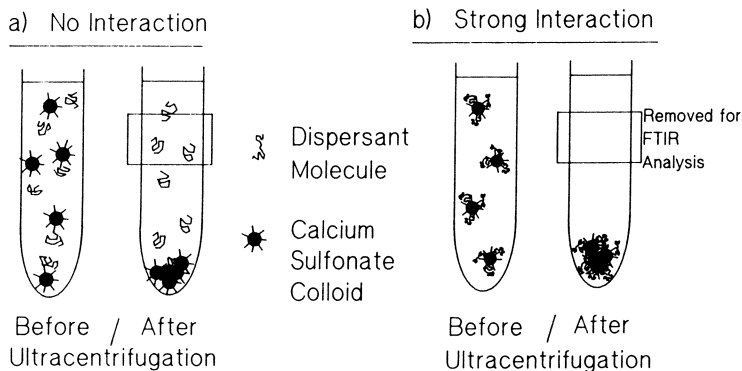 a) No Interaction
b) Strong Interaction
Dispersant
Molecule
Calcium
Sulfonate
Colloid
Removed for
FTIR
Analysis
Before / After
Ultracentrifugation
Before / After
Ultracentrifugation